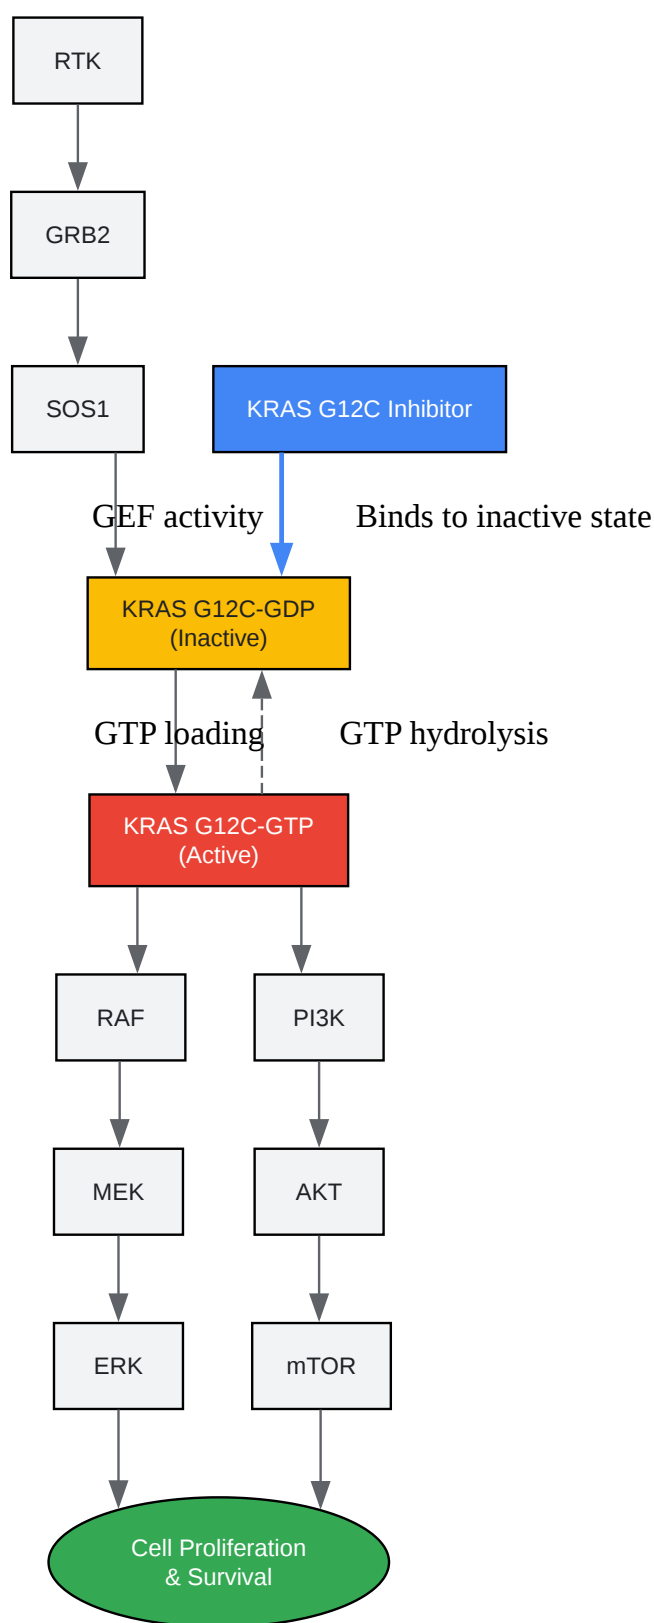 RTK
GRB2
SOS1
KRAS G12C Inhibitor
GEF activity
Binds to inactive state
KRAS G12C-GDP
(Inactive)
GTP loading
GTP hydrolysis
KRAS G12C-GTP
(Active)
RAF
PI3K
MEK
AKT
ERK
mTOR
Cell Proliferation
& Survival